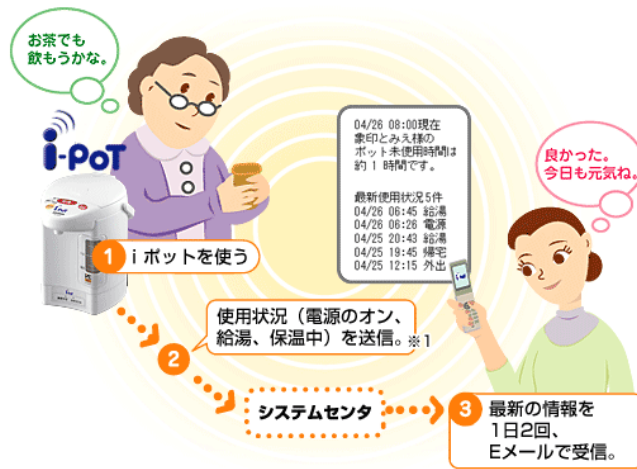 お茶でも
飲もうかな。
i-PoT
04/26 08:00現在
象印とみえ様の
ポット未使用時間は
約１時間です。
最新使用状況５件
04/26 06:45 給湯
04/26 06:26 電源
04/25 20:43 給湯
04/25 19:45 帰宅
04/25 12:15 外出
良かった。
今日も元気ね。
1 iポットを使う
2 使用状況（電源のオン、
給湯、保温中）を送信。※1
システムセンタ
3 最新の情報を
1日2回、
Eメールで受信。